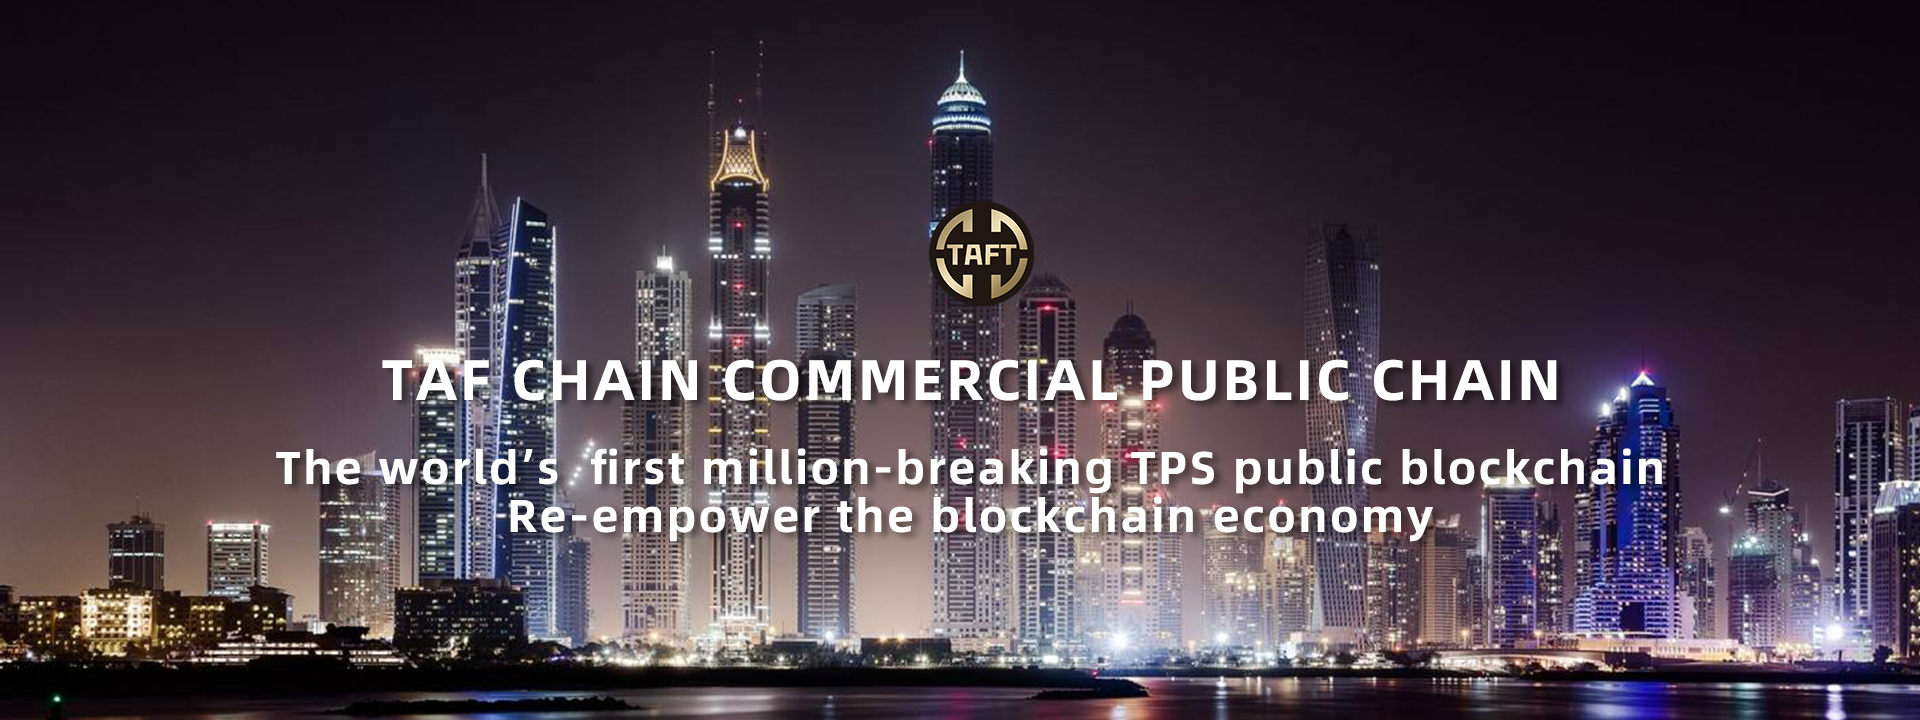 TAFT
TAF CHAIN COMMERCIAL PUBLIC CHAIN
The world’s first million-breaking TPS public blockchain
Re-empower the blockchain economy